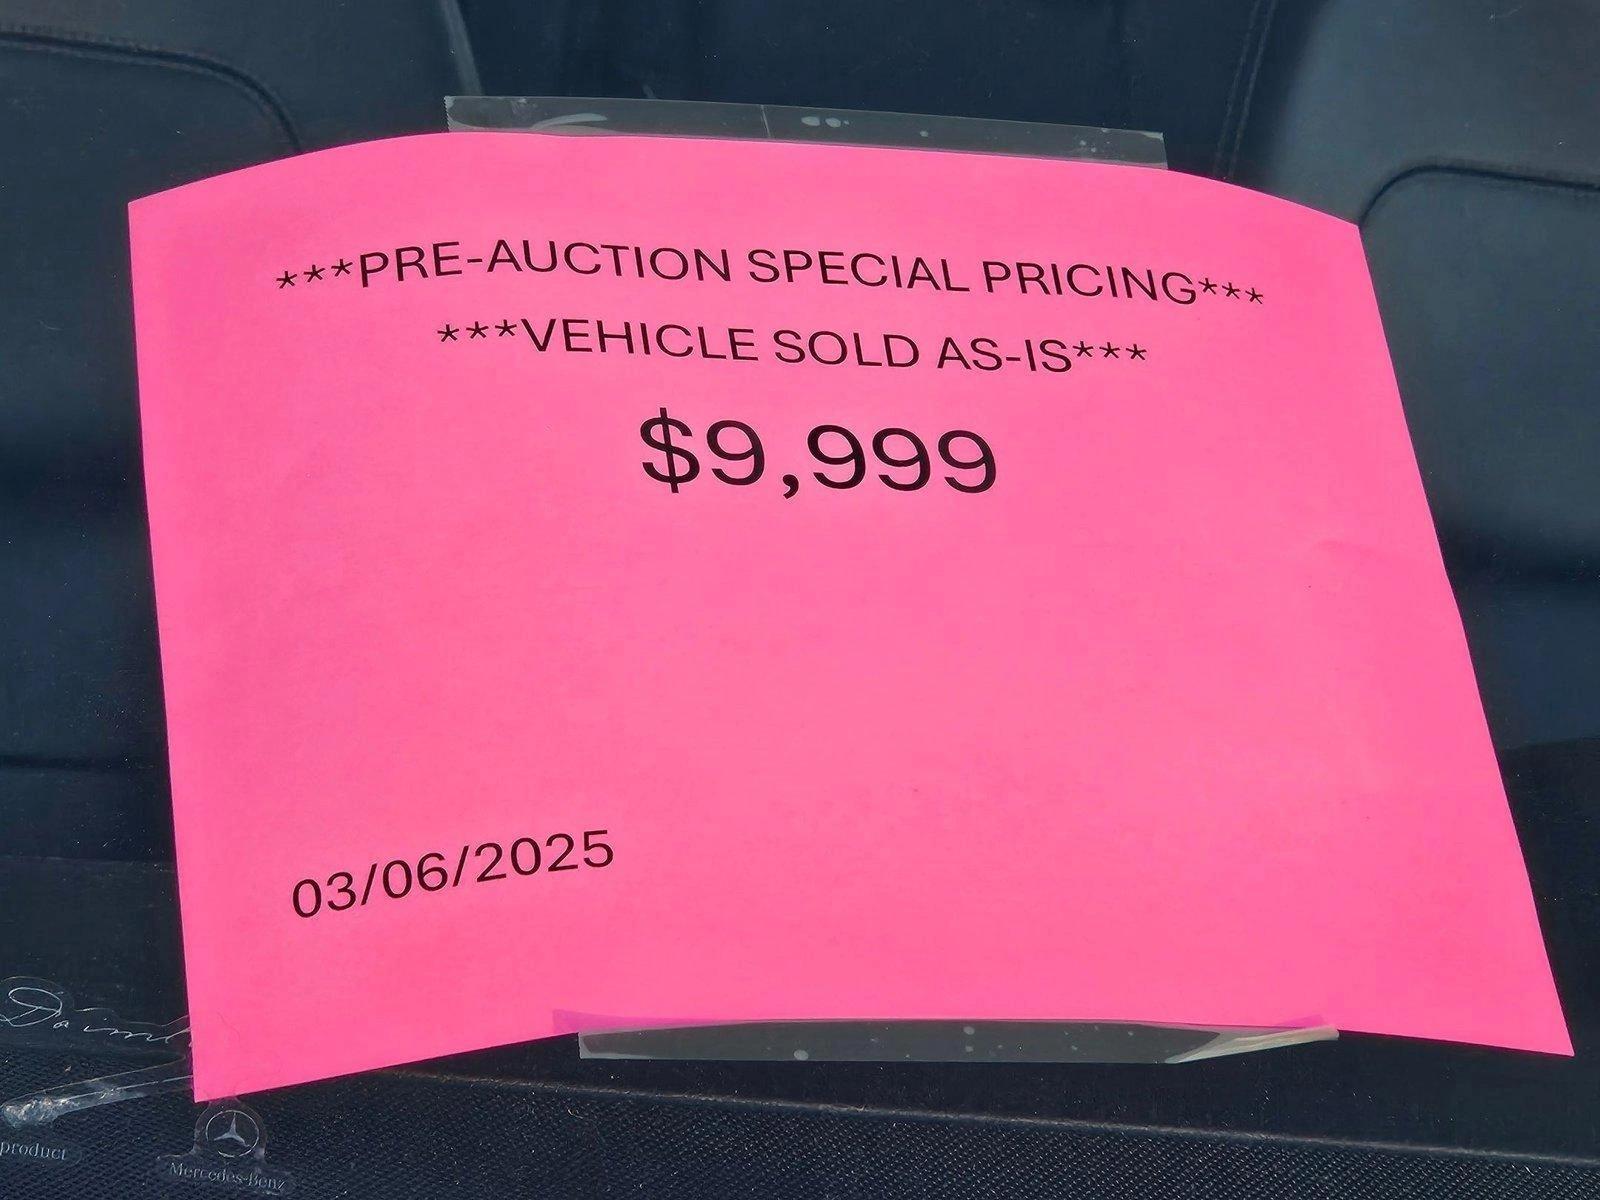 ***PRE-AUCTION SPECIAL PRICING***
***VEHICLE SOLD AS-IS***
$9,999
03/06/2025
product
Mercedes-Benz